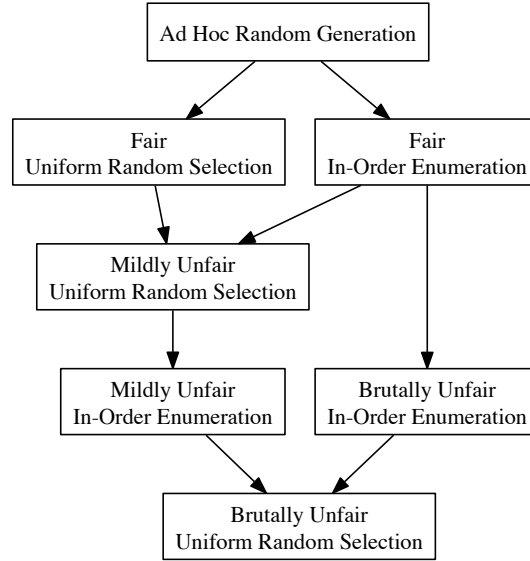 Ad Hoc Random Generation
Fair
Uniform Random Selection
Fair
In-Order Enumeration
Mildly Unfair
Uniform Random Selection
Mildly Unfair
In-Order Enumeration
Brutally Unfair
In-Order Enumeration
Brutally Unfair
Uniform Random Selection